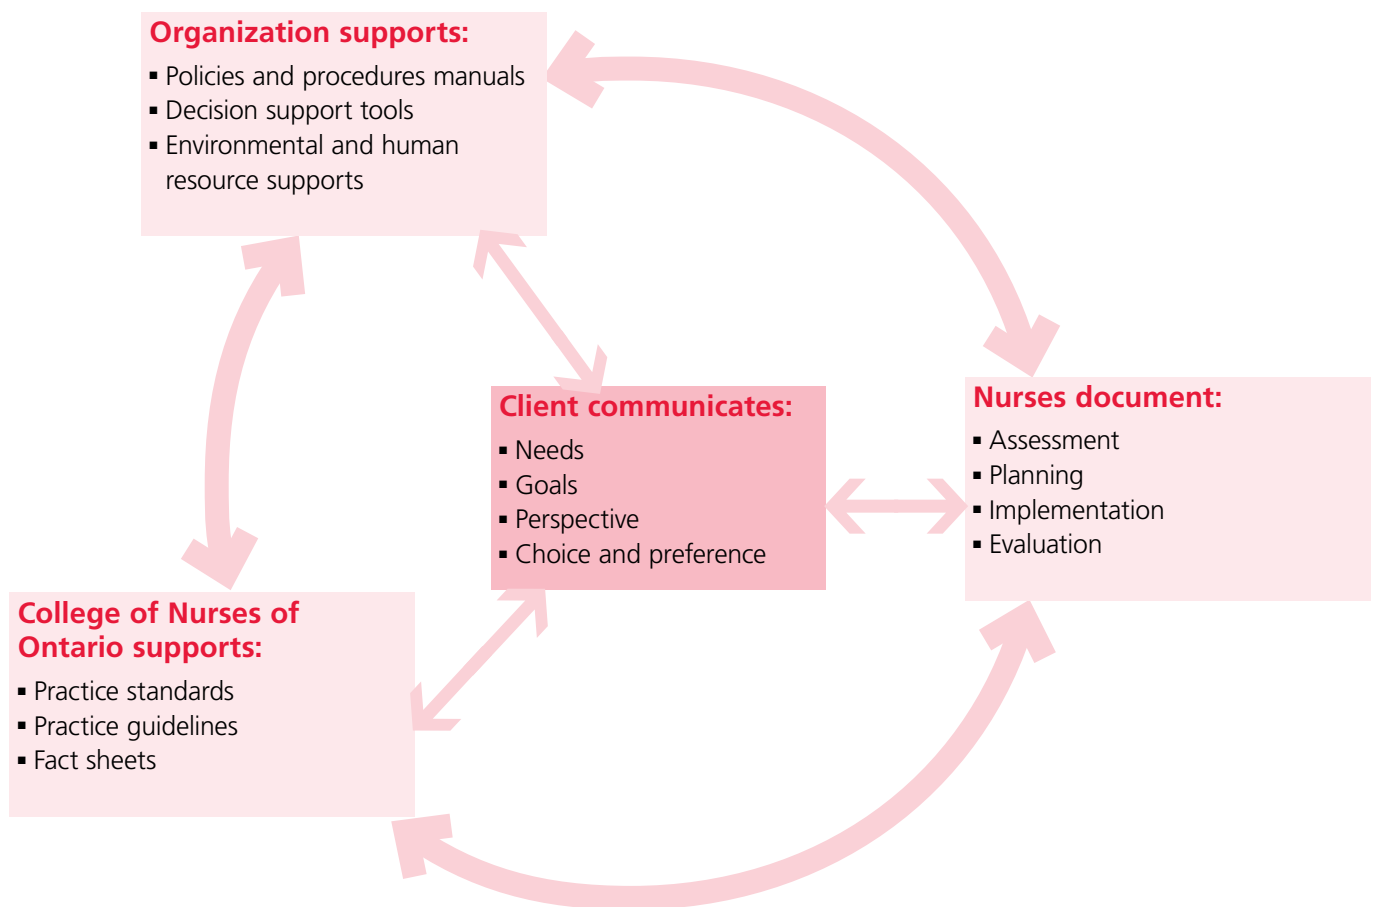 Organization supports:
▪ Policies and procedures manuals
▪ Decision support tools
▪ Environmental and human
resource supports
Client communicates:
▪ Needs
▪ Goals
▪ Perspective
▪ Choice and preference
Nurses document:
▪ Assessment
▪ Planning
▪ Implementation
▪ Evaluation
College of Nurses of
Ontario supports:
▪ Practice standards
▪ Practice guidelines
▪ Fact sheets